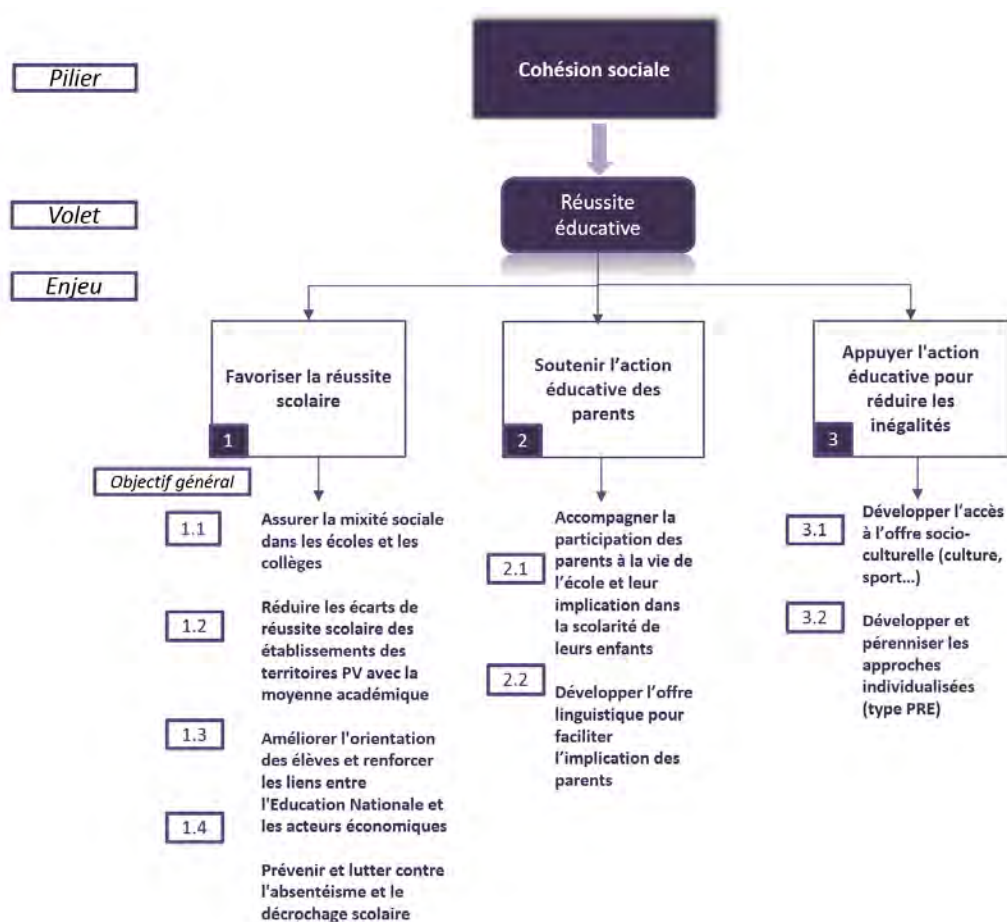 Pilier
Cohésion sociale
Volet
Réussite
éducative
Enjeu
Favoriser la réussite
scolaire
1
Soutenir l’action
éducative des
parents
2
Appuyer l'action
éducative pour
réduire les
inégalités
3
Objectif général
1.1
Assurer la mixité sociale
dans les écoles et les
collèges
1.2
Réduire les écarts de
réussite scolaire des
établissements des
territoires PV avec la
moyenne académique
1.3
Améliorer l'orientation
des élèves et renforcer
les liens entre
l'Education Nationale et
les acteurs économiques
1.4
Prévenir et lutter contre
l'absentéisme et le
décrochage scolaire
2.1
Accompagner la
participation des
parents à la vie de
l’école et leur
implication dans
la scolarité de
leurs enfants
2.2
Développer l’offre
linguistique pour
faciliter
l’implication des
parents
3.1
Développer l’accès
à l’offre socio-
culturelle (culture,
sport...)
3.2
Développer et
pérenniser les
approches
individualisées
(type PRE)